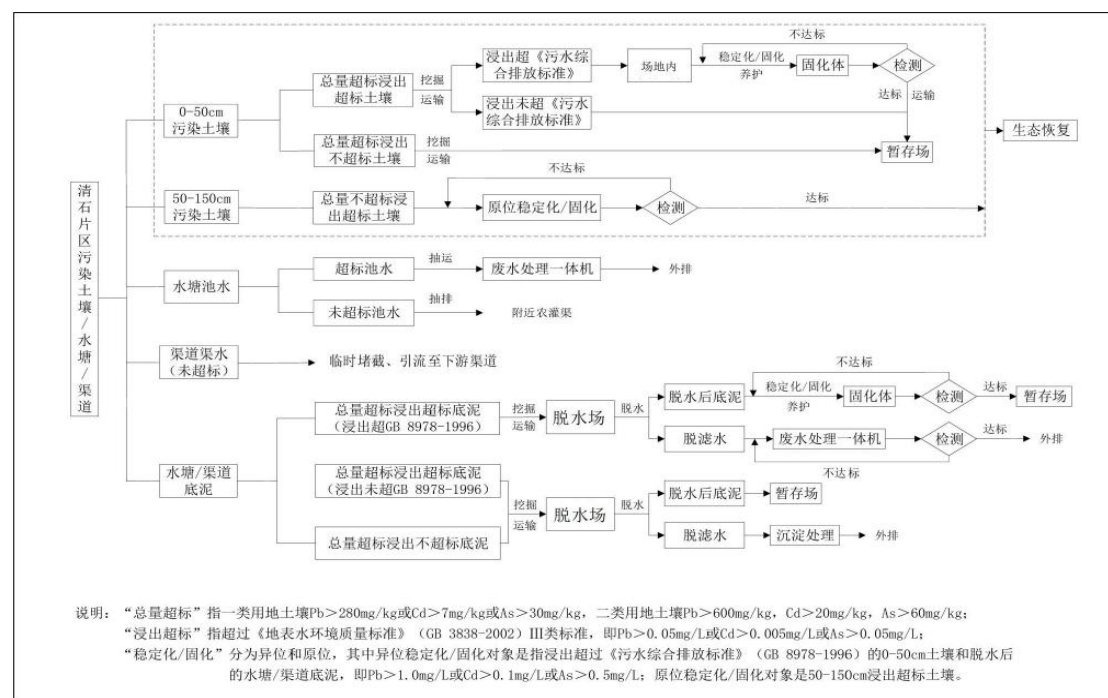 清石片区污染土壤/水塘/渠道
0-50cm
污染土壤
总量超标浸出
超标土壤
挖掘
运输
浸出超《污水综
合排放标准》
场地内
不达标
稳定化/固化
养护
固化体
检测
达标
运输
浸出未超《污水
综合排放标准》
总量超标浸出
不超标土壤
挖掘
运输
暂存场
生态恢复
50-150cm
污染土壤
总量不超标浸
出超标土壤
不达标
原位稳定化/固化
检测
达标
水塘池水
超标池水
抽运
废水处理一体机
外排
未超标池水
抽排
附近农灌渠
渠道渠水
(未超标)
临时堵截、引流至下游渠道
水塘/渠道
底泥
总量超标浸出超标底泥
(浸出超GB 8978-1996)
挖掘
运输
脱水场
脱水
脱水后底泥
不达标
稳定化/固化
养护
固化体
检测
达标
暂存场
脱滤水
废水处理一体机
检测
达标
外排
不达标
总量超标浸出超标底泥
(浸出未超GB 8978-1996)
总量超标浸出不超标底泥
挖掘
运输
脱水场
脱水
脱水后底泥
暂存场
脱滤水
沉淀处理
外排
说明：“总量超标”指一类用地土壤Pb＞280mg/kg或Cd＞7mg/kg或As＞30mg/kg，二类用地土壤Pb＞600mg/kg，Cd＞20mg/kg，As＞60mg/kg；
“浸出超标”指超过《地表水环境质量标准》（GB 3838-2002）III类标准，即Pb＞0.05mg/L或Cd＞0.005mg/L或As＞0.05mg/L；
“稳定化/固化”分为异位和原位，其中异位稳定化/固化对象是指浸出超过《污水综合排放标准》（GB 8978-1996）的0-50cm土壤和脱水后
的水塘/渠道底泥，即Pb＞1.0mg/L或Cd＞0.1mg/L或As＞0.5mg/L；原位稳定化/固化对象是50-150cm浸出超标土壤。